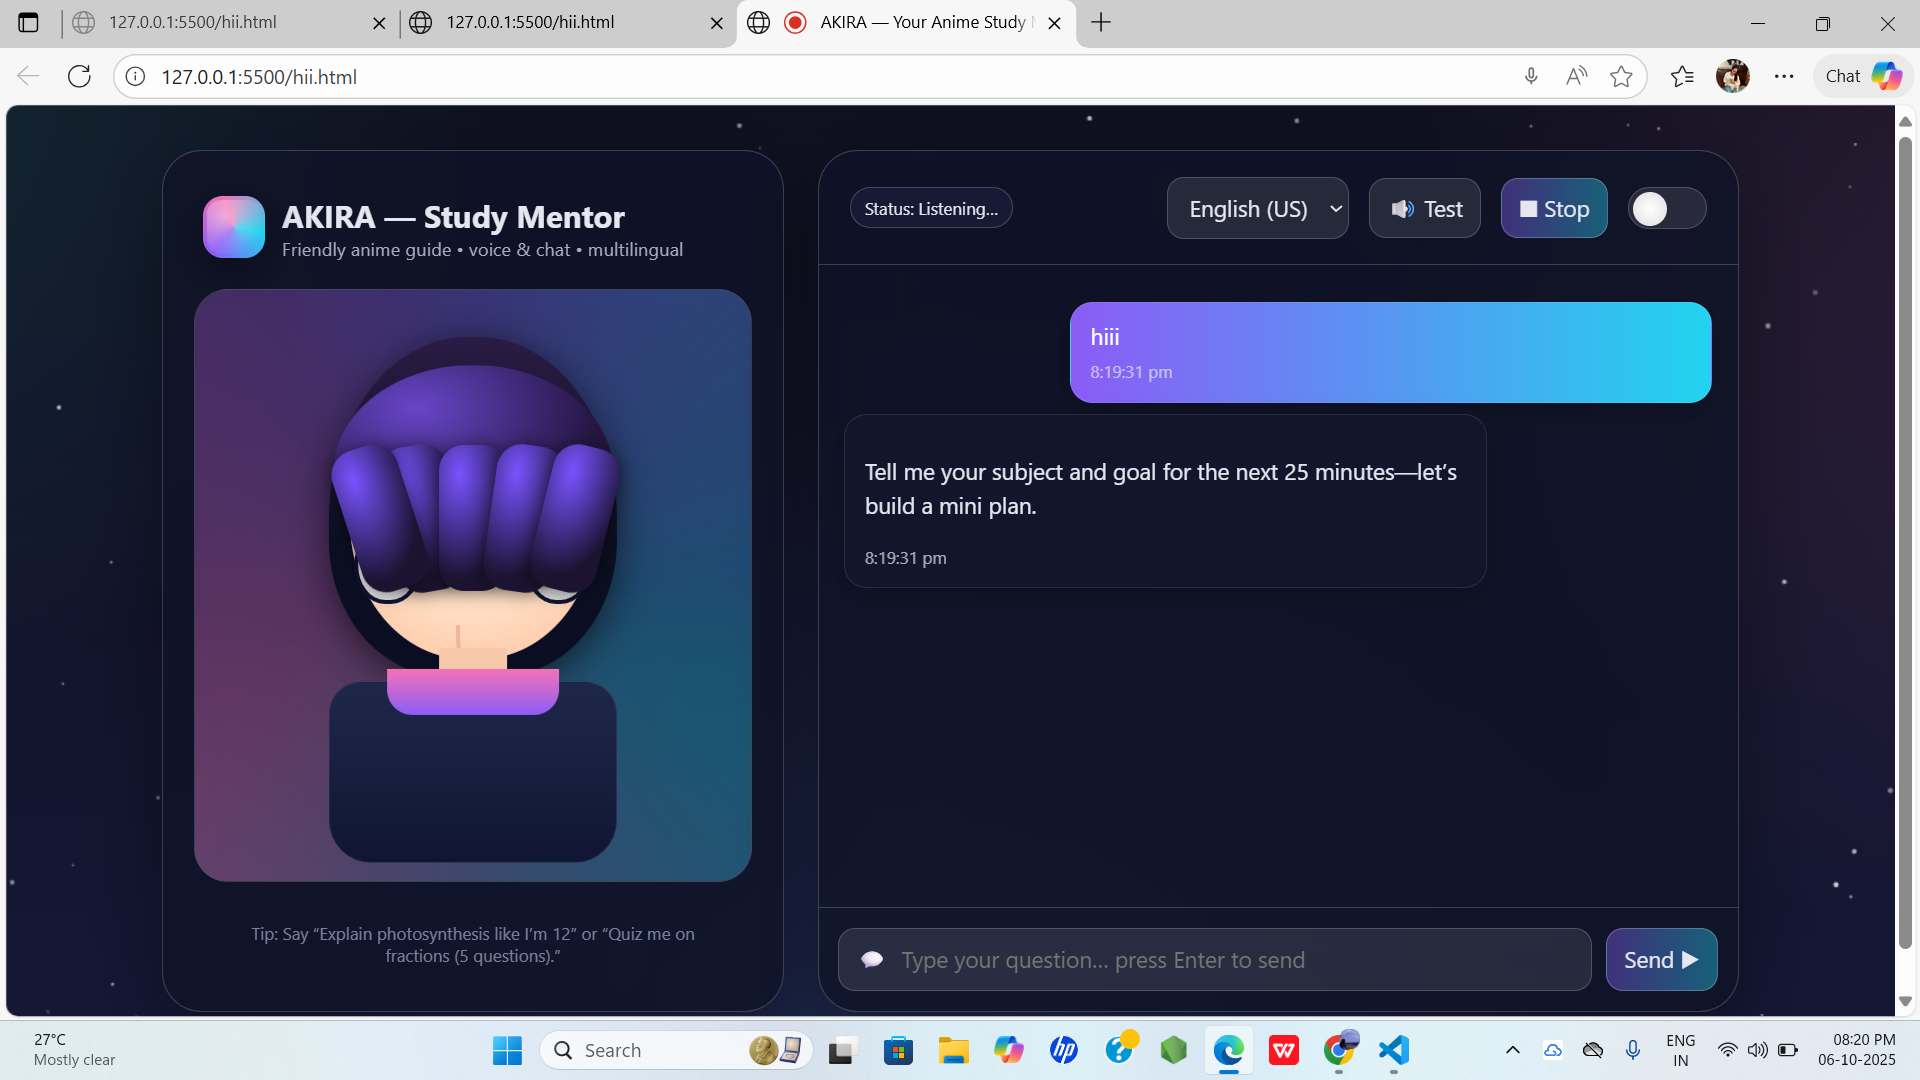 127.0.0.1:5500/hii.html
127.0.0.1:5500/hii.html
AKIRA — Your Anime Study
127.0.0.1:5500/hii.html
Chat
AKIRA — Study Mentor
Friendly anime guide • voice & chat • multilingual
Tip: Say “Explain photosynthesis like I’m 12” or “Quiz me on
fractions (5 questions).”
Status: Listening...
English (US)
Test
Stop
hiii
8:19:31 pm
Tell me your subject and goal for the next 25 minutes—let’s
build a mini plan.
8:19:31 pm
Type your question... press Enter to send
Send
27°C
Mostly clear
Search
hp
W
ENG
IN
08:20 PM
06-10-2025